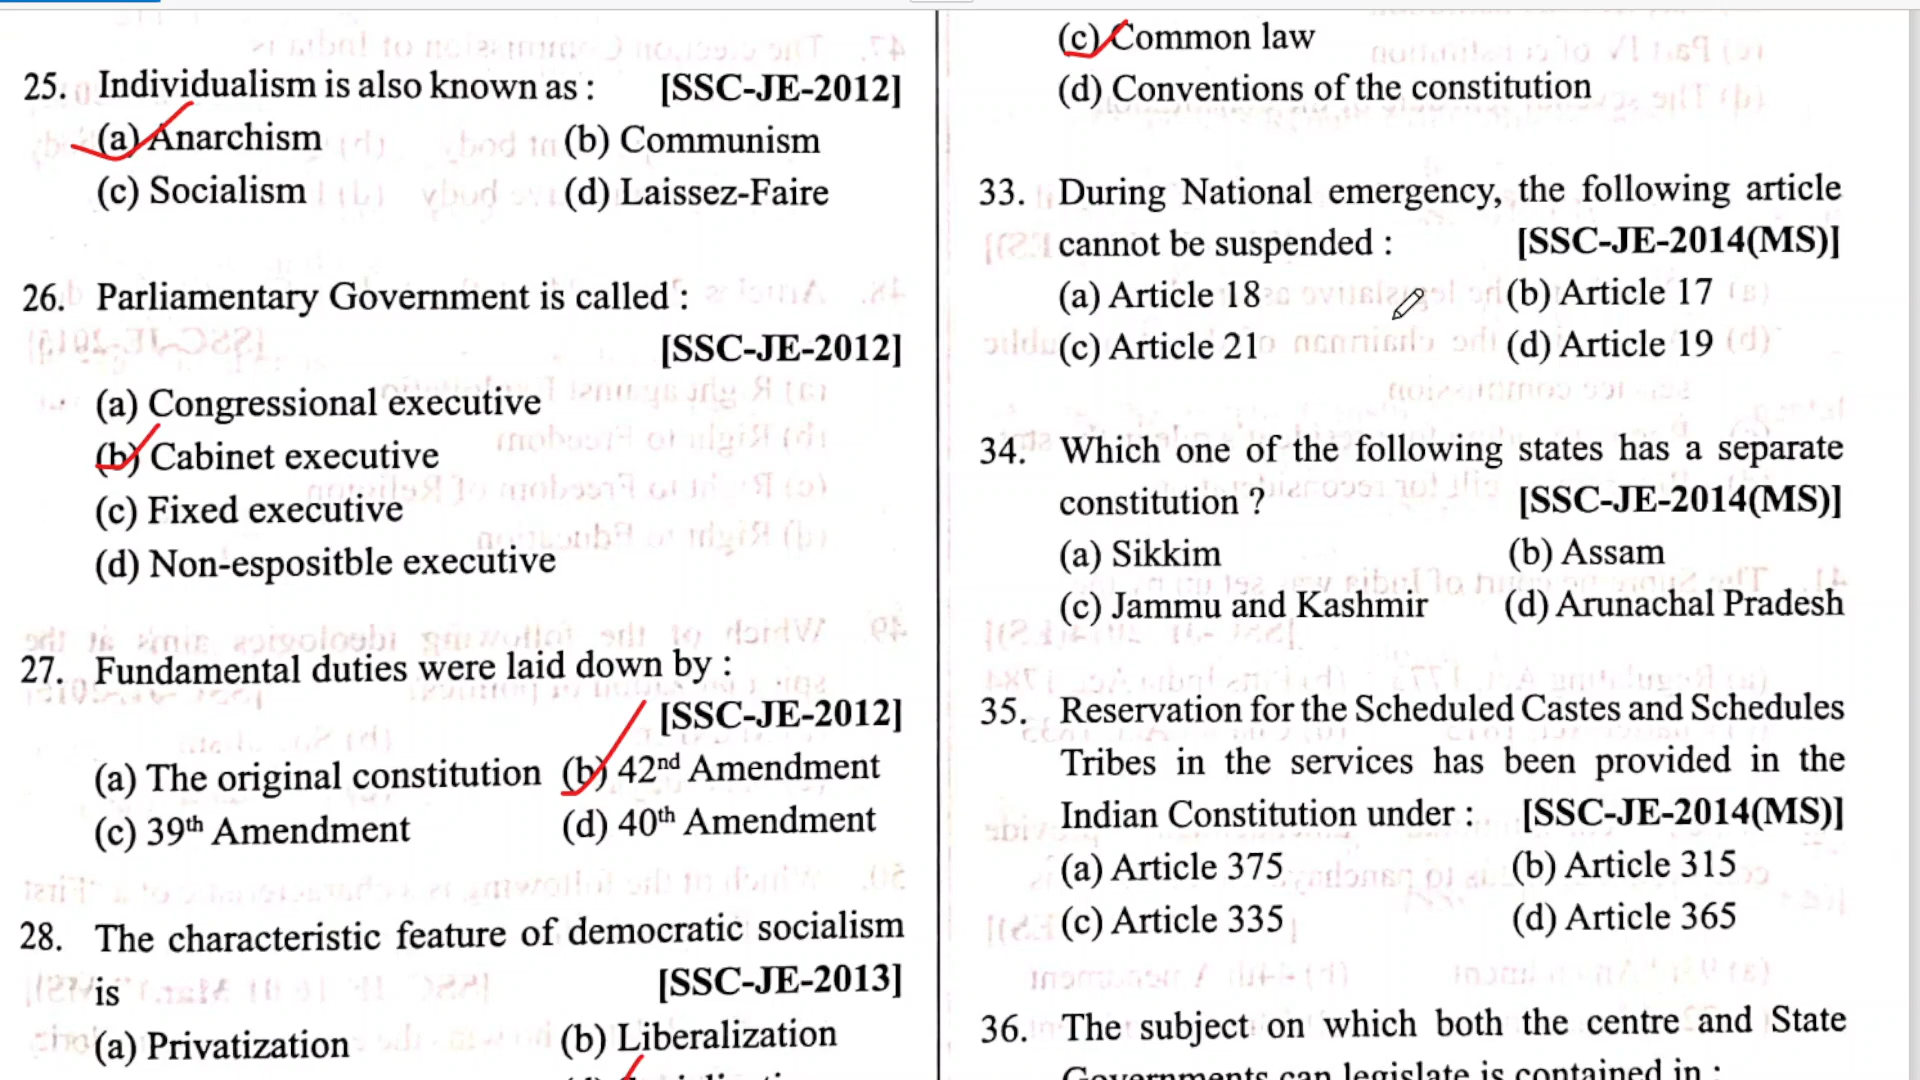 25. Individualism is also known as : [SSC-JE-2012]
(a) Anarchism (b) Communism
(c) Socialism (d) Laissez-Faire
26. Parliamentary Government is called :
[SSC-JE-2012]
(a) Congressional executive
(b) Cabinet executive
(c) Fixed executive
(d) Non-espositble executive
27. Fundamental duties were laid down by :
[SSC-JE-2012]
(a) The original constitution (b) 42nd Amendment
(c) 39th Amendment (d) 40th Amendment
28. The characteristic feature of democratic socialism
is [SSC-JE-2013]
(a) Privatization (b) Liberalization
(c) Common law
(d) Conventions of the constitution
33. During National emergency, the following article
cannot be suspended : [SSC-JE-2014(MS)]
(a) Article 18 (b) Article 17
(c) Article 21 (d) Article 19
34. Which one of the following states has a separate
constitution ? [SSC-JE-2014(MS)]
(a) Sikkim (b) Assam
(c) Jammu and Kashmir (d) Arunachal Pradesh
35. Reservation for the Scheduled Castes and Schedules
Tribes in the services has been provided in the
Indian Constitution under : [SSC-JE-2014(MS)]
(a) Article 375 (b) Article 315
(c) Article 335 (d) Article 365
36. The subject on which both the centre and State
Governments can legislate is contained in :